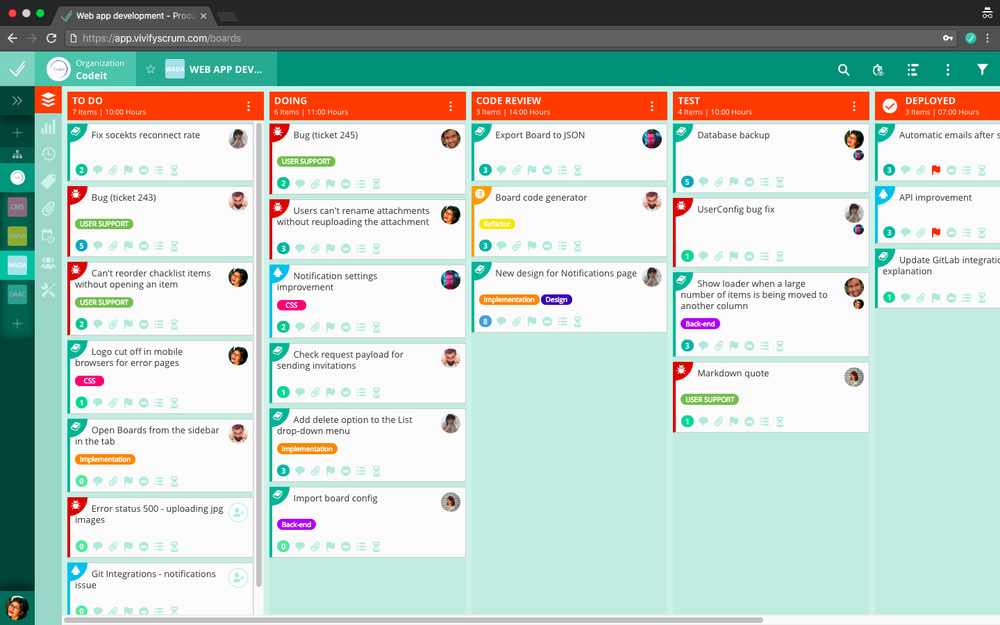 Web app development - Produ
https://app.vivifyscrum.com/boards
Organization
Codeit
Codeit
WADA
WEB APP DEV...
CMS
VNAA
WADA
DAAC
TO DO
7 Items | 10:00 Hours
Fix socekts reconnect rate
2
Bug (ticket 243)
USER SUPPORT
5
Can't reorder chacklist items
without opening an item
USER SUPPORT
2
Logo cut off in mobile
browsers for error pages
CSS
1
Open Boards from the sidebar
in the tab
Implementation
0
Error status 500 - uploading jpg
images
0
Git Integrations - notifications
issue
0
DOING
6 Items | 11:00 Hours
Bug (ticket 245)
USER SUPPORT
2
Users can't rename attachments
without reuploading the attachment
3
Notification settings
improvement
CSS
2
Check request payload for
sending invitations
1
Add delete option to the List
drop-down menu
Implementation
3
Import board config
Back-end
0
CODE REVIEW
3 Items | 14:00 Hours
Export Board to JSON
3
Board code generator
Refactor
3
New design for Notifications page
Implementation
Design
8
TEST
4 Items | 10:00 Hours
Database backup
5
UserConfig bug fix
1
Show loader when a large
number of items is being moved to
another column
Back-end
3
Markdown quote
USER SUPPORT
1
DEPLOYED
3 Items | 07:00 Hours
Automatic emails after s
3
API improvement
3
Update GitLab integratio
explanation
1